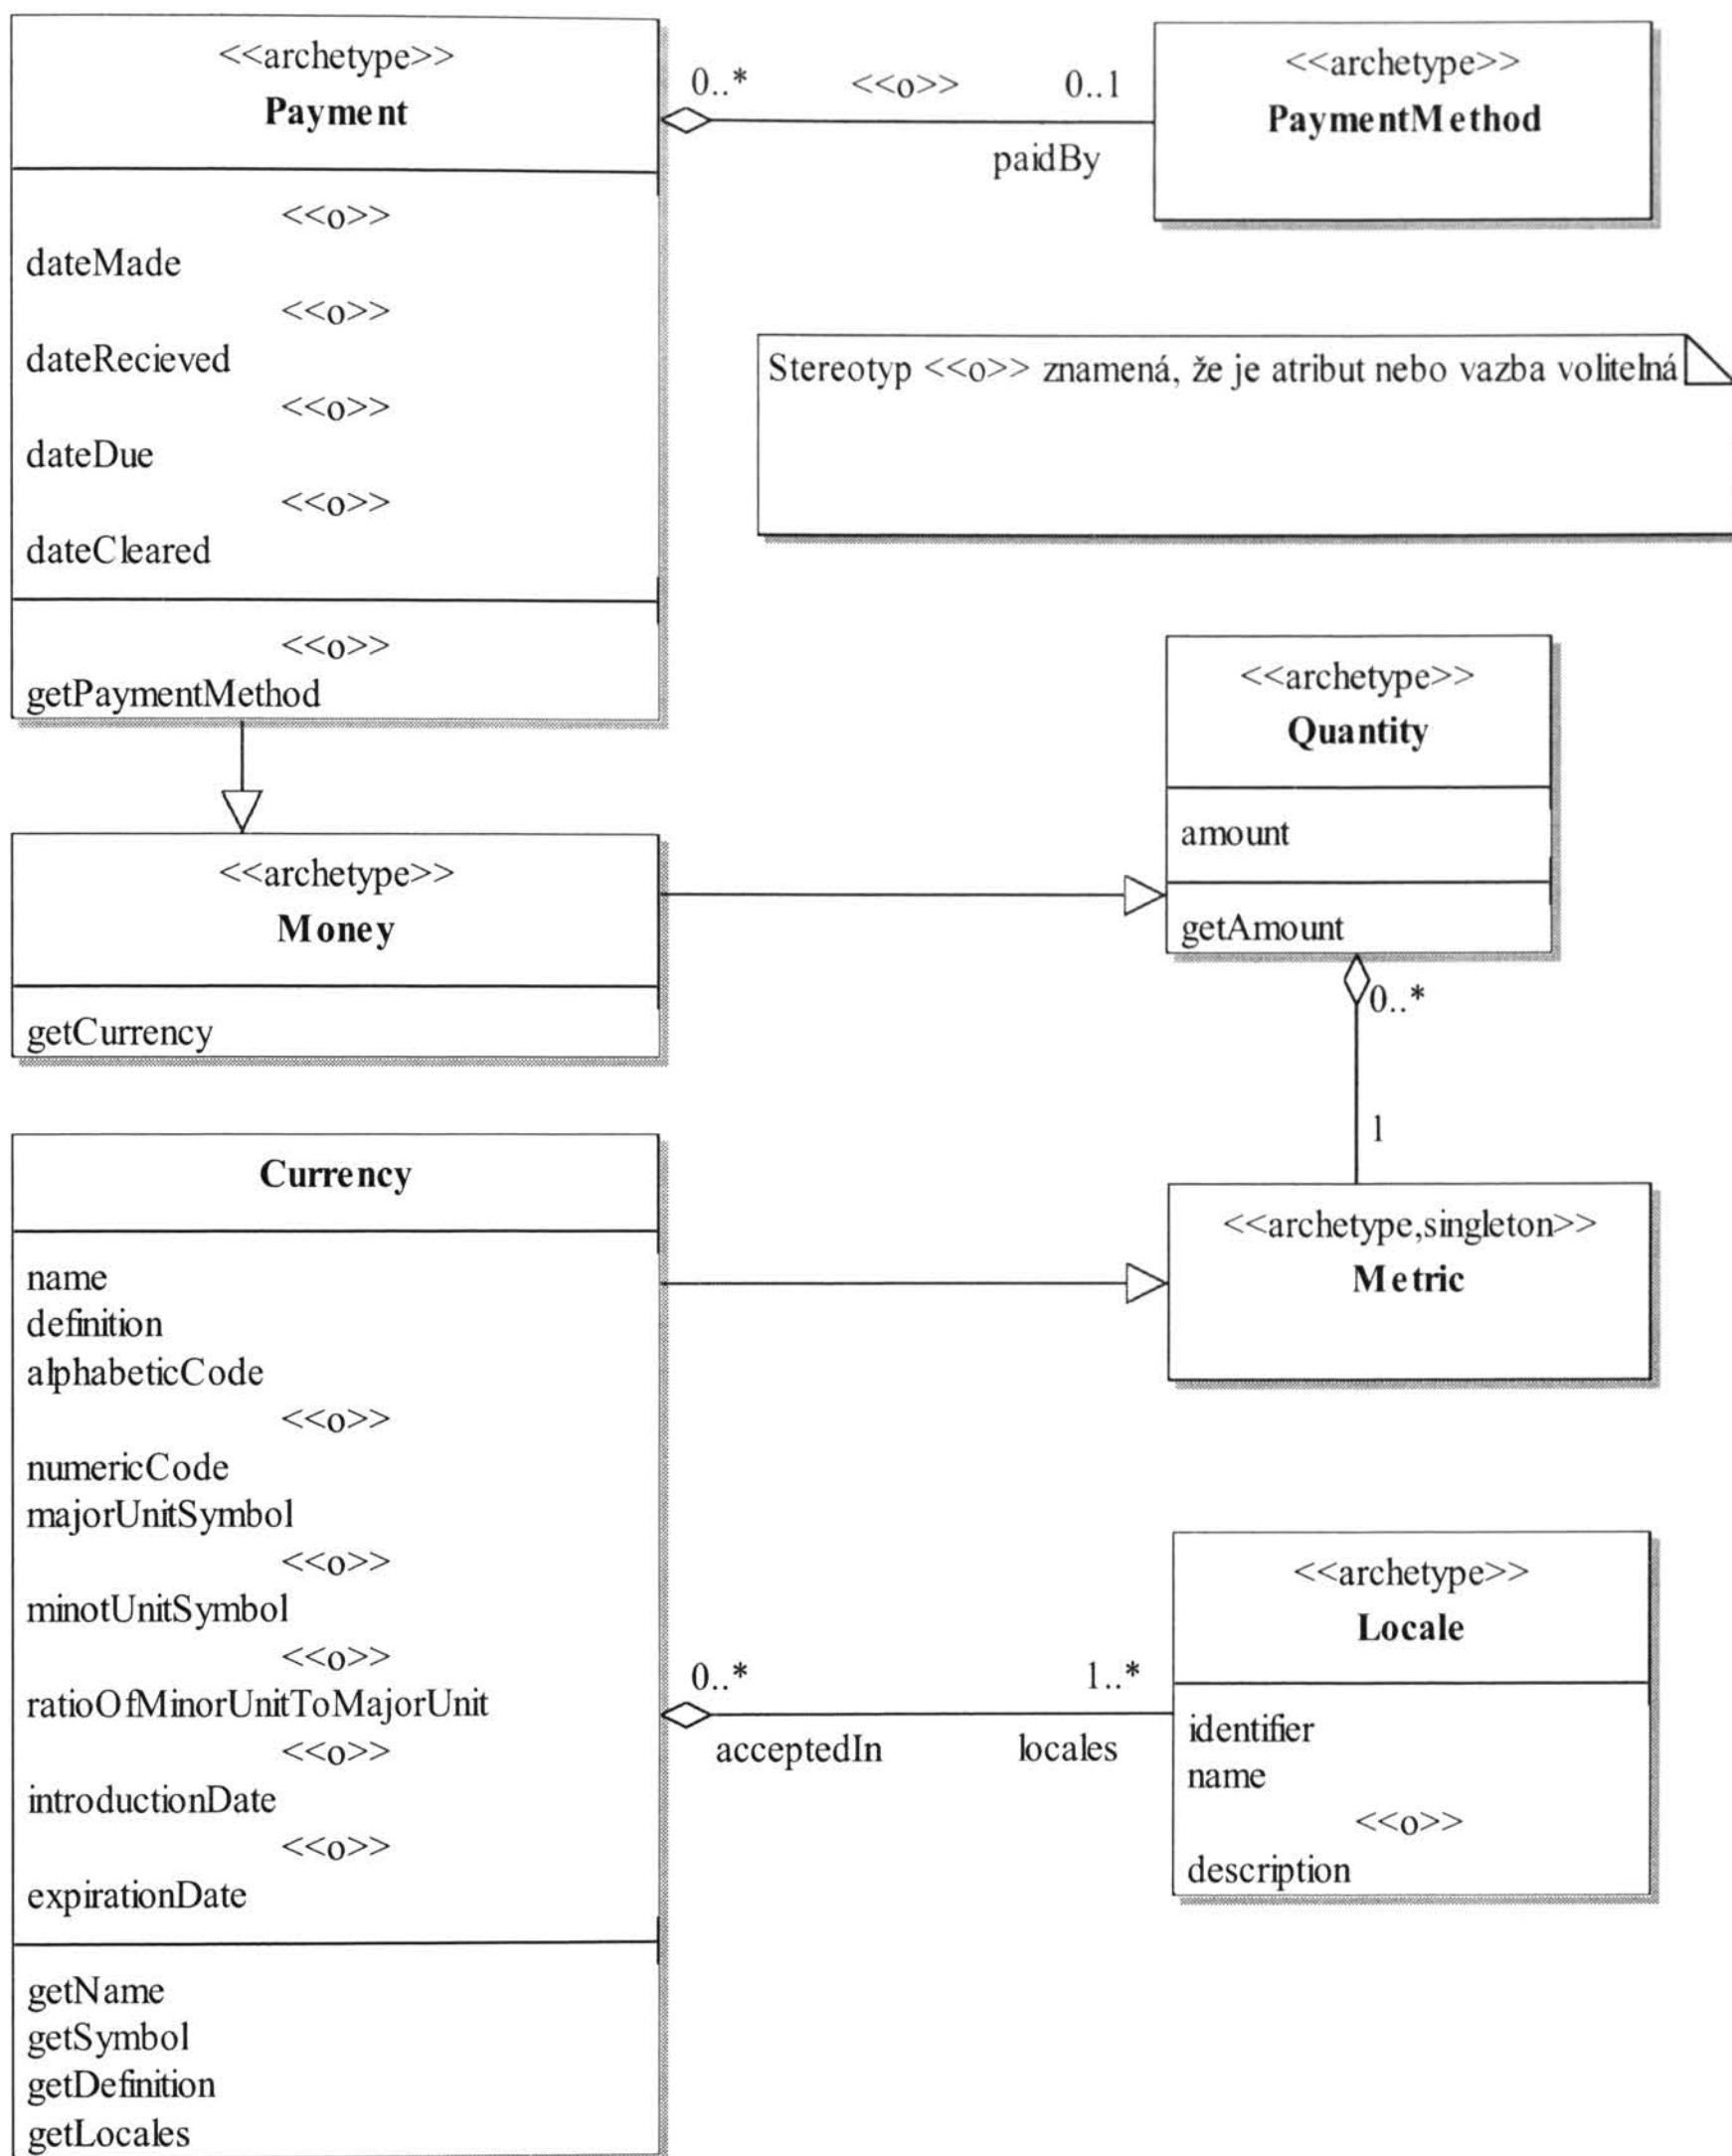 <<archetype>>
Payment
<<o>>
dateMade
<<o>>
dateRecieved
<<o>>
dateDue
<<o>>
dateCleared
<<o>>
getPaymentMethod
0..* <<o>> 0..1
paidBy
<<archetype>>
PaymentMethod
Stereotyp <<o>> znamená, že je atribut nebo vazba volitelná
<<archetype>>
Quantity
amount
getAmount
0..*
1
<<archetype>>
Money
getCurrency
<<archetype,singleton>>
Metric
Currency
name
definition
alphabeticCode
<<o>>
numericCode
majorUnitSymbol
<<o>>
minotUnitSymbol
<<o>>
ratioOfMinorUnitToMajorUnit
<<o>>
introductionDate
<<o>>
expirationDate
getName
getSymbol
getDefinition
getLocales
0..* 1..*
acceptedIn locales
<<archetype>>
Locale
identifier
name
<<o>>
description